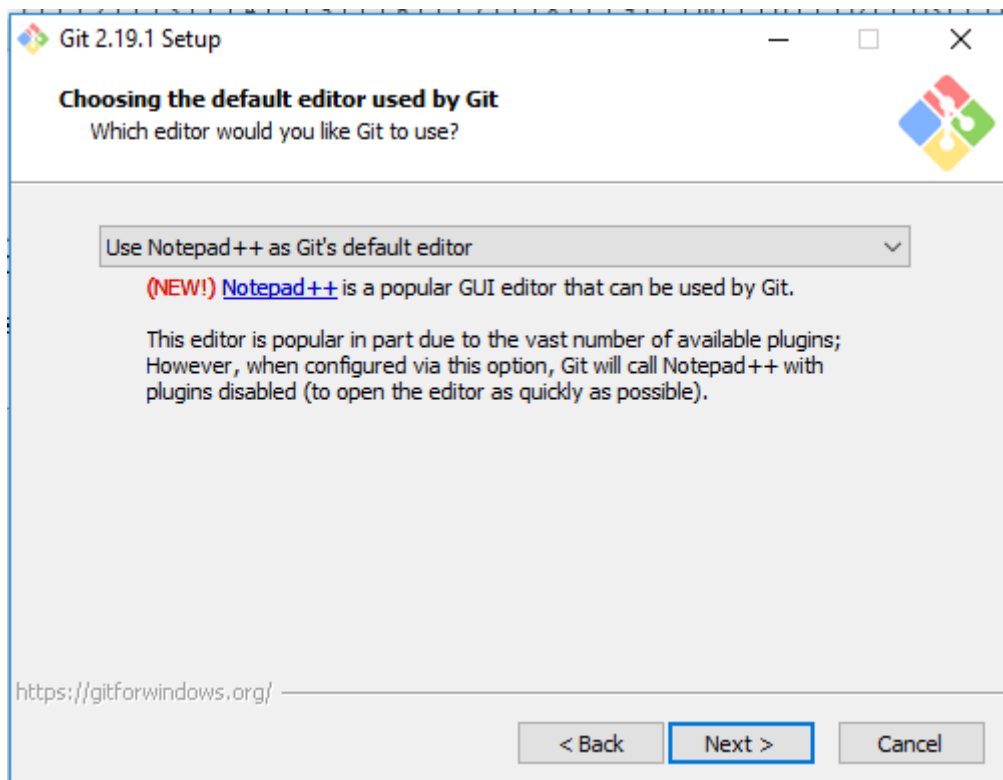 Git 2.19.1 Setup
Choosing the default editor used by Git
Which editor would you like Git to use?
Use Notepad++ as Git's default editor
(NEW!) Notepad++ is a popular GUI editor that can be used by Git.
This editor is popular in part due to the vast number of available plugins;
However, when configured via this option, Git will call Notepad++ with
plugins disabled (to open the editor as quickly as possible).
https://gitforwindows.org/
< Back
Next >
Cancel